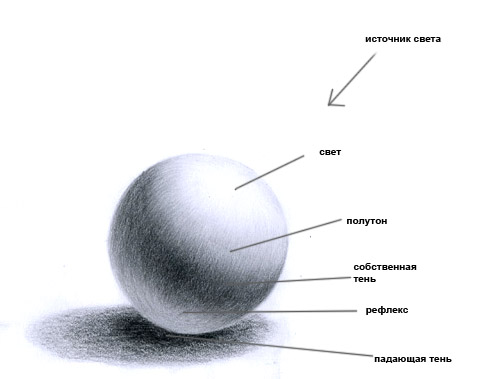 источник света
свет
полутон
собственная
тень
рефлекс
падающая тень